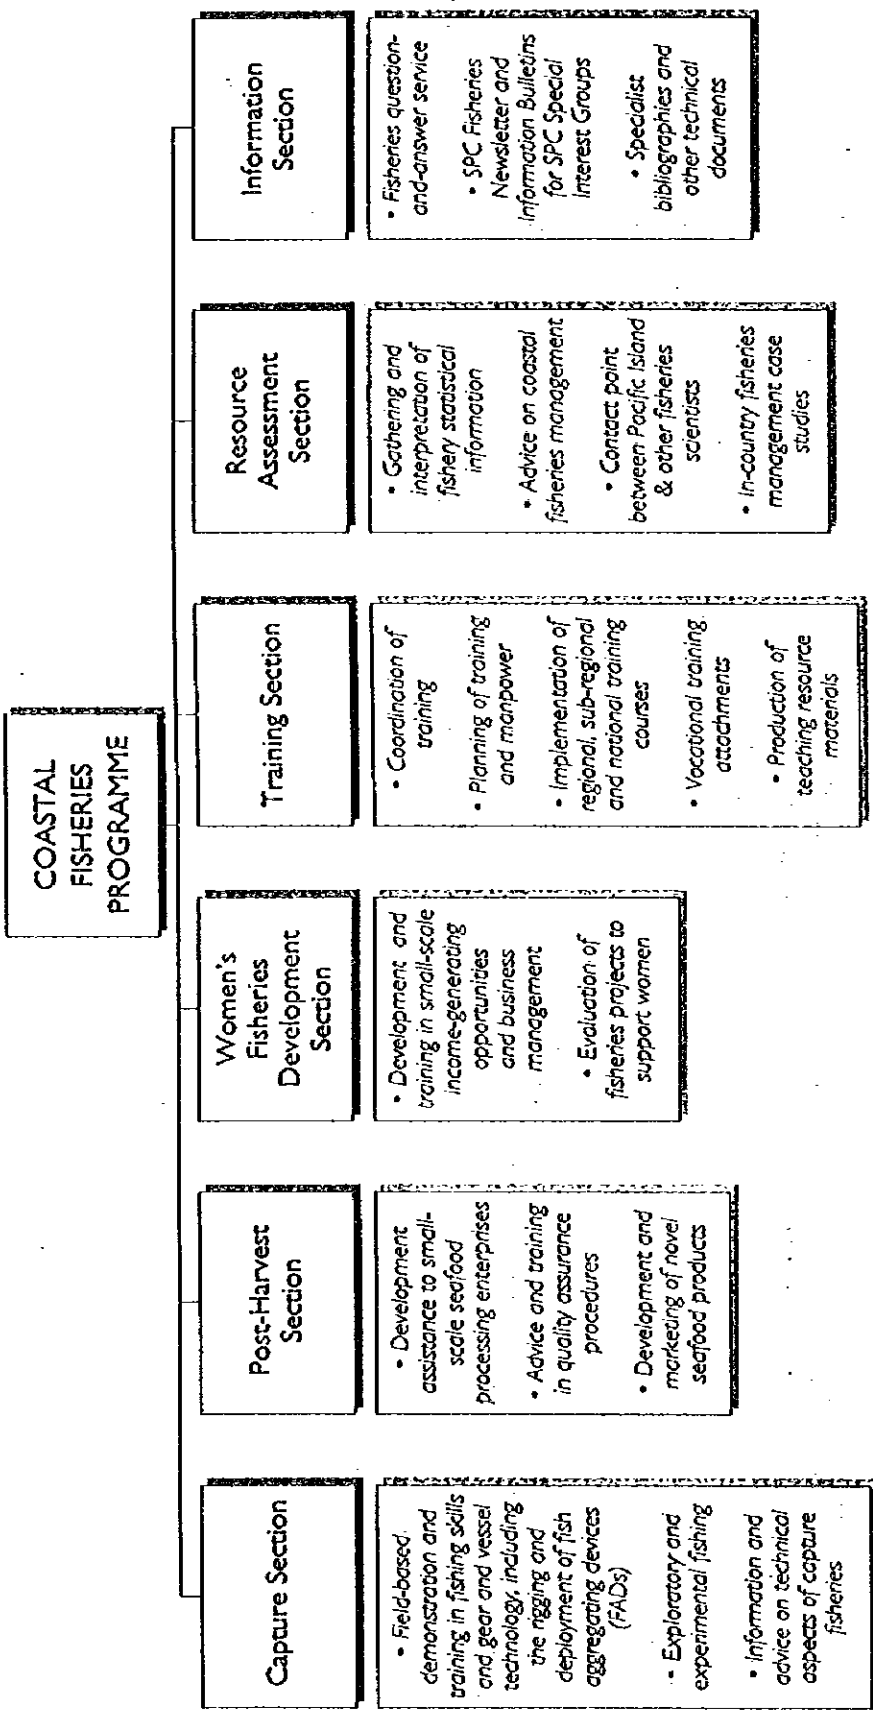 COASTAL
FISHERIES
PROGRAMME
Capture Section
• Field-based
demonstration and
training in fishing skills
and gear and vessel
technology, including
the rigging and
deployment of fish
aggregating devices
(FADs)
• Exploratory and
experimental fishing
• Information and
advice on technical
aspects of capture
fisheries
Post-Harvest
Section
• Development
assistance to small-
scale seafood
processing enterprises
• Advice and training
in quality assurance
procedures
• Development and
marketing of novel
seafood products
Women's
Fisheries
Development
Section
• Development and
training in small-scale
income-generating
opportunities
and business
management
• Evaluation of
fisheries projects to
support women
Training Section
• Coordination of
training
• Planning of training
and manpower
• Implementation of
regional, sub-regional
and national training
courses
• Vocational training
attachments
• Production of
teaching resource
materials
Resource
Assessment
Section
• Gathering and
interpretation of
fishery statistical
information
• Advice on coastal
fisheries management
• Contact point
between Pacific Island
& other fisheries
scientists
• In-country fisheries
management case
studies
Information
Section
• Fisheries question-
and-answer service
• SPC Fisheries
Newsletter and
Information Bulletins
for SPC Special
Interest Groups
• Specialist
bibliographies and
other technical
documents